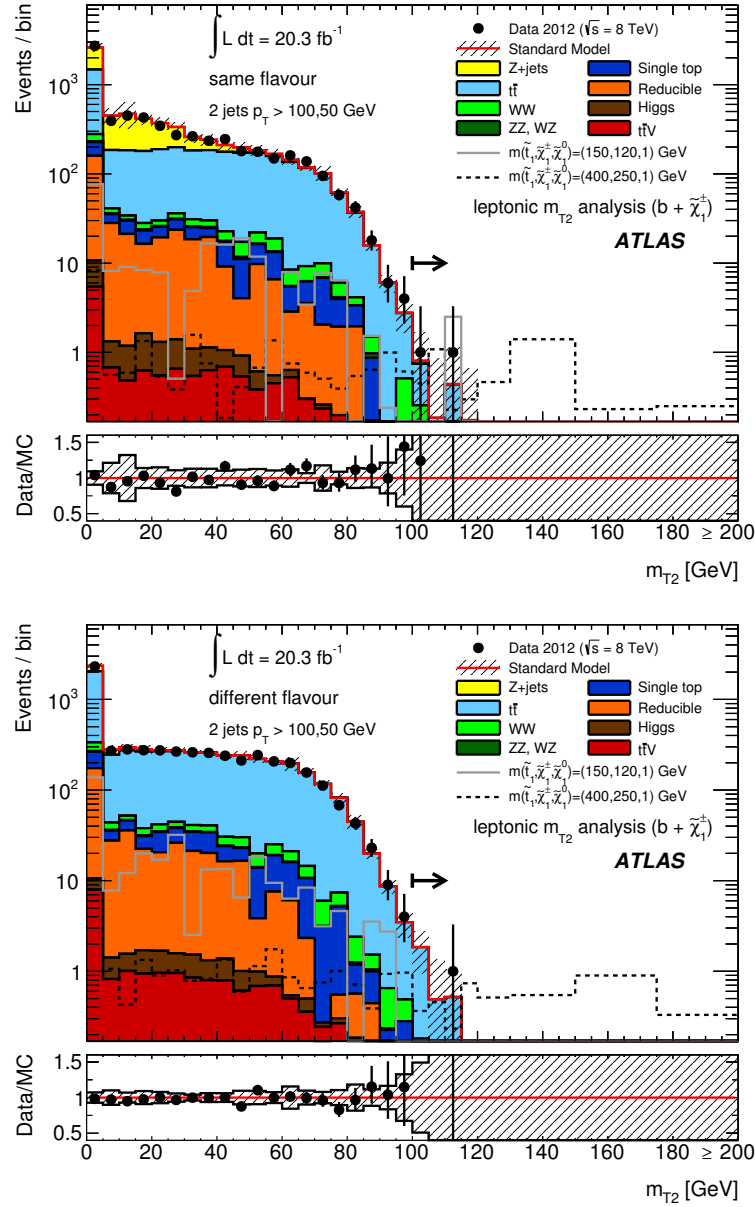 Events / bin
10³
10²
10
1
∫ L dt = 20.3 fb⁻¹
same flavour
2 jets p_T > 100,50 GeV
Data 2012 (√s = 8 TeV)
Standard Model
Z+jets
Single top
tt̄
Reducible
WW
Higgs
ZZ, WZ
tt̄V
m(t̃₁,χ̃₁±,χ̃₁⁰)=(150,120,1) GeV
m(t̃₁,χ̃₁±,χ̃₁⁰)=(400,250,1) GeV
leptonic m_T2 analysis (b + χ̃₁±)
ATLAS
Data/MC
1.5
1
0.5
0 20 40 60 80 100 120 140 160 180 ≥ 200
m_T2 [GeV]
Events / bin
10³
10²
10
1
∫ L dt = 20.3 fb⁻¹
different flavour
2 jets p_T > 100,50 GeV
Data 2012 (√s = 8 TeV)
Standard Model
Z+jets
Single top
tt̄
Reducible
WW
Higgs
ZZ, WZ
tt̄V
m(t̃₁,χ̃₁±,χ̃₁⁰)=(150,120,1) GeV
m(t̃₁,χ̃₁±,χ̃₁⁰)=(400,250,1) GeV
leptonic m_T2 analysis (b + χ̃₁±)
ATLAS
Data/MC
1.5
1
0.5
0 20 40 60 80 100 120 140 160 180 ≥ 200
m_T2 [GeV]